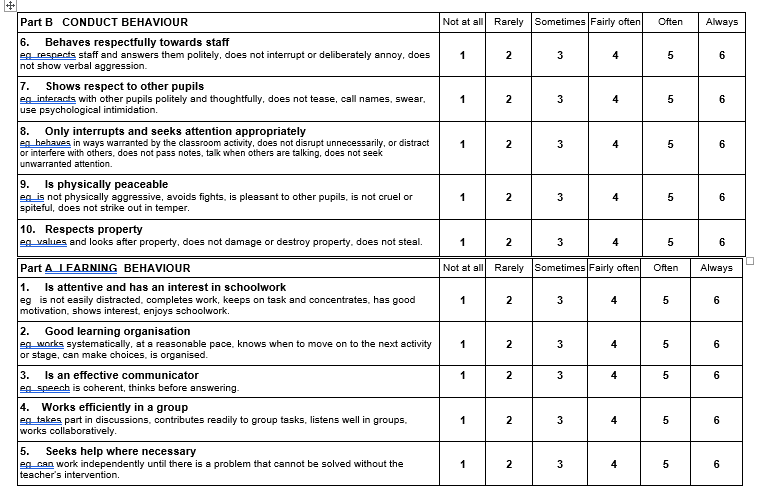 Part B   CONDUCT BEHAVIOUR Not at all Rarely Sometimes Fairly often Often Always
6. Behaves respectfully towards staff
eg respects staff and answers them politely, does not interrupt or deliberately annoy, does 1 2 3 4 5 6
not show verbal aggression.
7. Shows respect to other pupils
eg interacts with other pupils politely and thoughtfully, does not tease, call names, swear, 1 2 3 4 5 6
use psychological intimidation.
8. Only interrupts and seeks attention appropriately
eg behaves in ways warranted by the classroom activity, does not disrupt unnecessarily, or distract 1 2 3 4 5 6
or interfere with others, does not pass notes, talk when others are talking, does not seek
unwarranted attention.
9. Is physically peaceable
eg is not physically aggressive, avoids fights, is pleasant to other pupils, is not cruel or 1 2 3 4 5 6
spiteful, does not strike out in temper.
10. Respects property
eg values and looks after property, does not damage or destroy property, does not steal. 1 2 3 4 5 6
Part A LEARNING BEHAVIOUR Not at all Rarely Sometimes Fairly often Often Always
1. Is attentive and has an interest in schoolwork
eg is not easily distracted, completes work, keeps on task and concentrates, has good 1 2 3 4 5 6
motivation, shows interest, enjoys schoolwork.
2. Good learning organisation
eg works systematically, at a reasonable pace, knows when to move on to the next activity 1 2 3 4 5 6
or stage, can make choices, is organised.
3. Is an effective communicator 1 2 3 4 5 6
eg speech is coherent, thinks before answering.
4. Works efficiently in a group
eg takes part in discussions, contributes readily to group tasks, listens well in groups, 1 2 3 4 5 6
works collaboratively.
5. Seeks help where necessary
eg can work independently until there is a problem that cannot be solved without the 1 2 3 4 5 6
teacher's intervention.